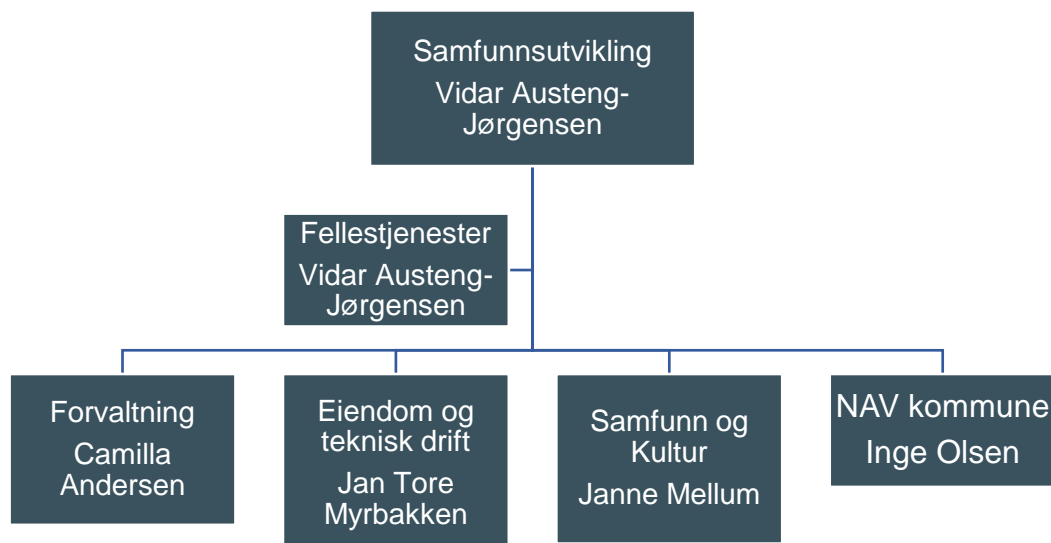 Samfunnsutvikling
Vidar Austeng-
Jørgensen
Fellestjenester
Vidar Austeng-
Jørgensen
Forvaltning
Camilla
Andersen
Eiendom og
teknisk drift
Jan Tore
Myrbakken
Samfunn og
Kultur
Janne Mellum
NAV kommune
Inge Olsen